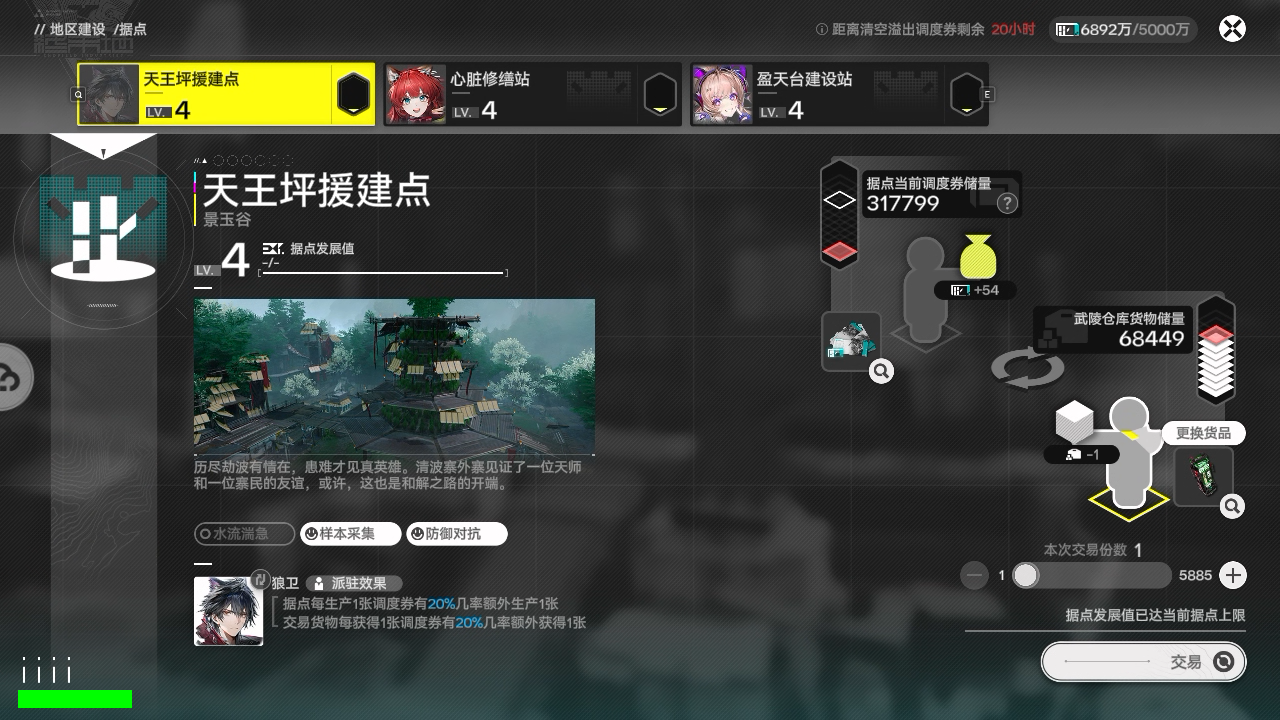 // 地区建设 /据点
距离清空溢出调度券剩余 20小时
6892万/5000万
Q
天王坪援建点
LV. 4
心脏修缮站
LV. 4
盈天台建设站
LV. 4
E
天王坪援建点
景玉谷
LV. 4
据点发展值
-/-
历尽劫波有情在，患难才见真英雄。清波寨外寨见证了一位天师
和一位寨民的友谊，或许，这也是和解之路的开端。
水流湍急
样本采集
防御对抗
狼卫
派驻效果
据点每生产1张调度券有20%几率额外生产1张
交易货物每获得1张调度券有20%几率额外获得1张
据点当前调度券储量
317799
?
+54
武陵仓库货物储量
68449
更换货品
-1
本次交易份数 1
1
5885
据点发展值已达当前据点上限
交易